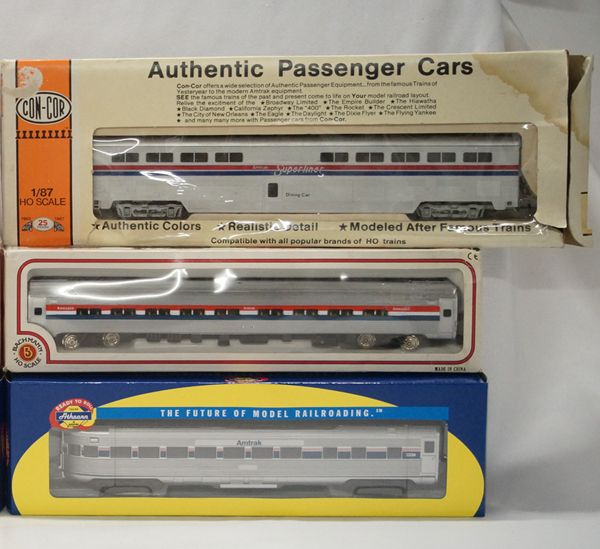 Authentic Passenger Cars
Con-Cor offers a wide selection of Authentic Passenger Equipment...from the famous Trains of
Yesteryear to the modern Amtrak equipment.
SEE the famous trains of the past and present come to life on Your model railroad layout.
Relive the excitement of the ★Broadway Limited ★The Empire Builder ★The Hiawatha
★Black Diamond ★California Zephyr ★The "400" ★The Rocket ★The Crescent Limited
★The City of New Orleans ★The Eagle ★The Daylight ★The Dixie Flyer ★The Flying Yankee
★ and many many more with Passenger cars from Con-Cor.
CON-COR
1/87
HO SCALE
25
Superliner
Dining Car
★Authentic Colors ★Realistic Detail ★Modeled After Famous Trains
Compatible with all popular brands of HO trains
BACHMANN
B
HO SCALE
CE
MADE IN CHINA
READY TO ROLL
Athearn
THE FUTURE OF MODEL RAILROADING.™
Amtrak